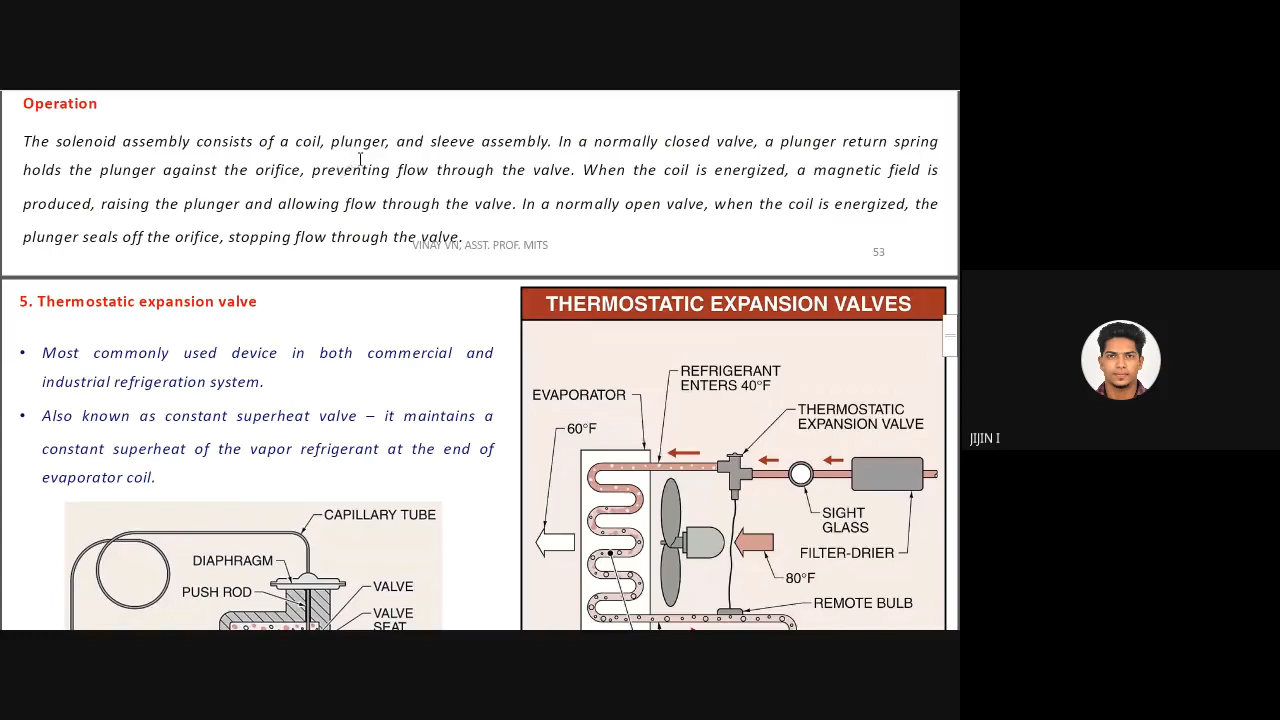 Operation
The solenoid assembly consists of a coil, plunger, and sleeve assembly. In a normally closed valve, a plunger return spring
holds the plunger against the orifice, preventing flow through the valve. When the coil is energized, a magnetic field is
produced, raising the plunger and allowing flow through the valve. In a normally open valve, when the coil is energized, the
plunger seals off the orifice, stopping flow through the valve.
VINAY VN, ASST. PROF. MITS
53
5. Thermostatic expansion valve
• Most commonly used device in both commercial and
industrial refrigeration system.
• Also known as constant superheat valve – it maintains a
constant superheat of the vapor refrigerant at the end of
evaporator coil.
CAPILLARY TUBE
DIAPHRAGM
PUSH ROD
VALVE
VALVE
SEAT
THERMOSTATIC EXPANSION VALVES
REFRIGERANT
ENTERS 40°F
EVAPORATOR
THERMOSTATIC
EXPANSION VALVE
60°F
SIGHT
GLASS
FILTER-DRIER
80°F
REMOTE BULB
JIJIN I